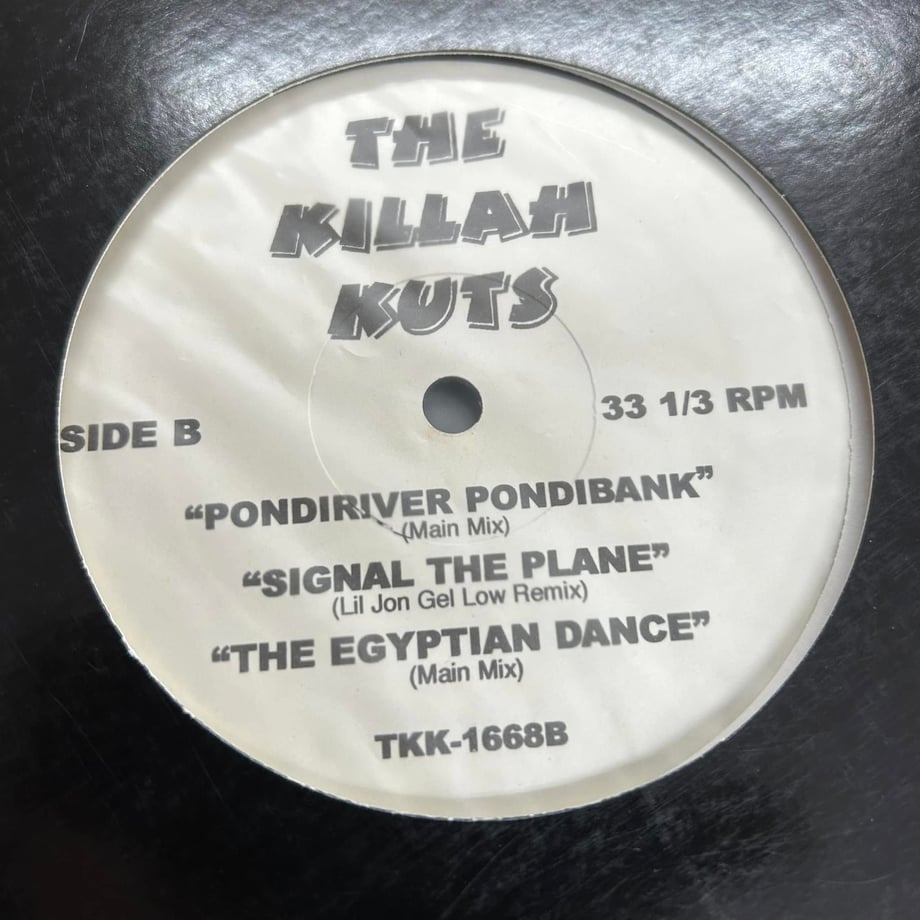 THE
KILLAH
KUTS
SIDE B
33 1/3 RPM
“PONDIRIVER PONDIBANK”
(Main Mix)
“SIGNAL THE PLANE”
(Lil Jon Gel Low Remix)
“THE EGYPTIAN DANCE”
(Main Mix)
TKK-1668B